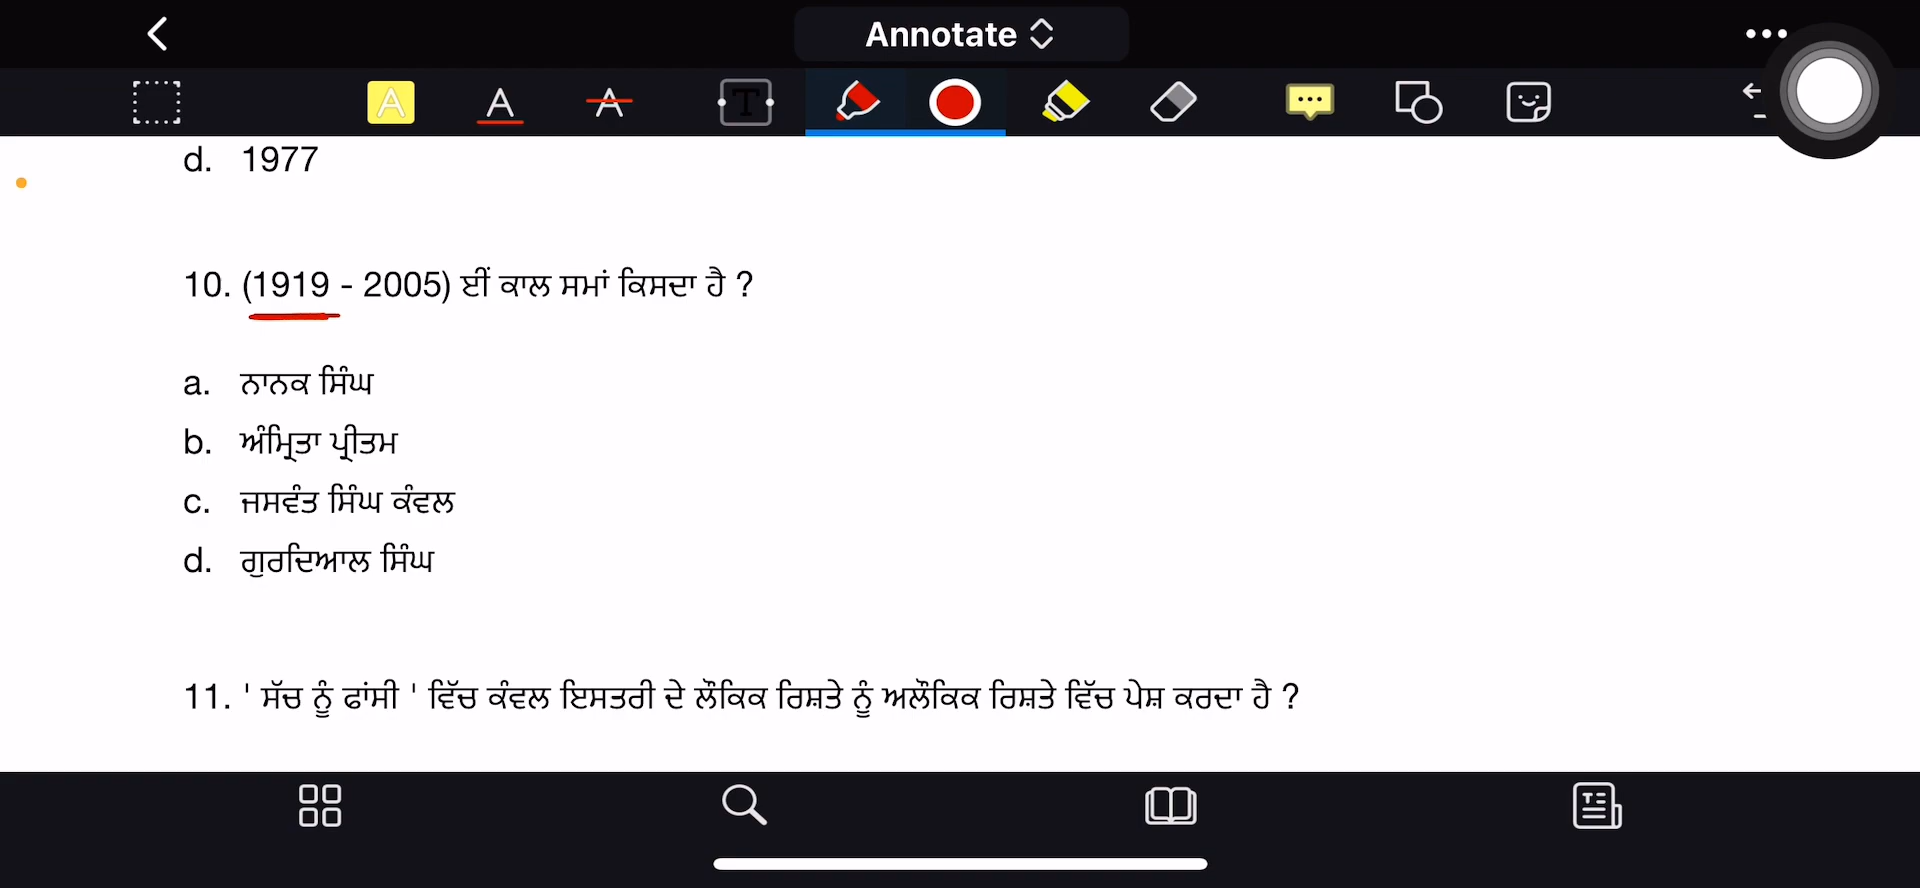 Annotate
d. 1977
10. (1919 - 2005) ਈਂ ਕਾਲ ਸਮਾਂ ਕਿਸਦਾ ਹੈ ?
a. ਨਾਨਕ ਸਿੰਘ
b. ਅੰਮ੍ਰਿਤਾ ਪ੍ਰੀਤਮ
c. ਜਸਵੰਤ ਸਿੰਘ ਕੰਵਲ
d. ਗੁਰਦਿਆਲ ਸਿੰਘ
11. ' ਸੱਚ ਨੂੰ ਫਾਂਸੀ ' ਵਿੱਚ ਕੰਵਲ ਇਸਤਰੀ ਦੇ ਲੌਕਿਕ ਰਿਸ਼ਤੇ ਨੂੰ ਅਲੌਕਿਕ ਰਿਸ਼ਤੇ ਵਿੱਚ ਪੇਸ਼ ਕਰਦਾ ਹੈ ?